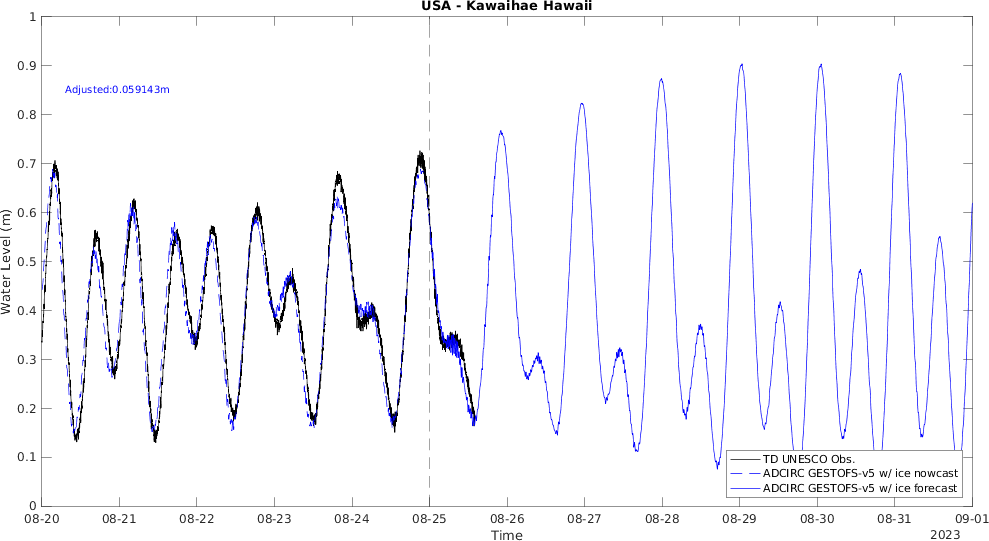 USA - Kawaihae Hawaii
1
0.9
0.8
0.7
0.6
0.5
0.4
0.3
0.2
0.1
0
Water Level (m)
Adjusted:0.059143m
TD UNESCO Obs.
ADCIRC GESTOFS-v5 w/ ice nowcast
ADCIRC GESTOFS-v5 w/ ice forecast
08-20 08-21 08-22 08-23 08-24 08-25 08-26 08-27 08-28 08-29 08-30 08-31 09-01
Time
2023